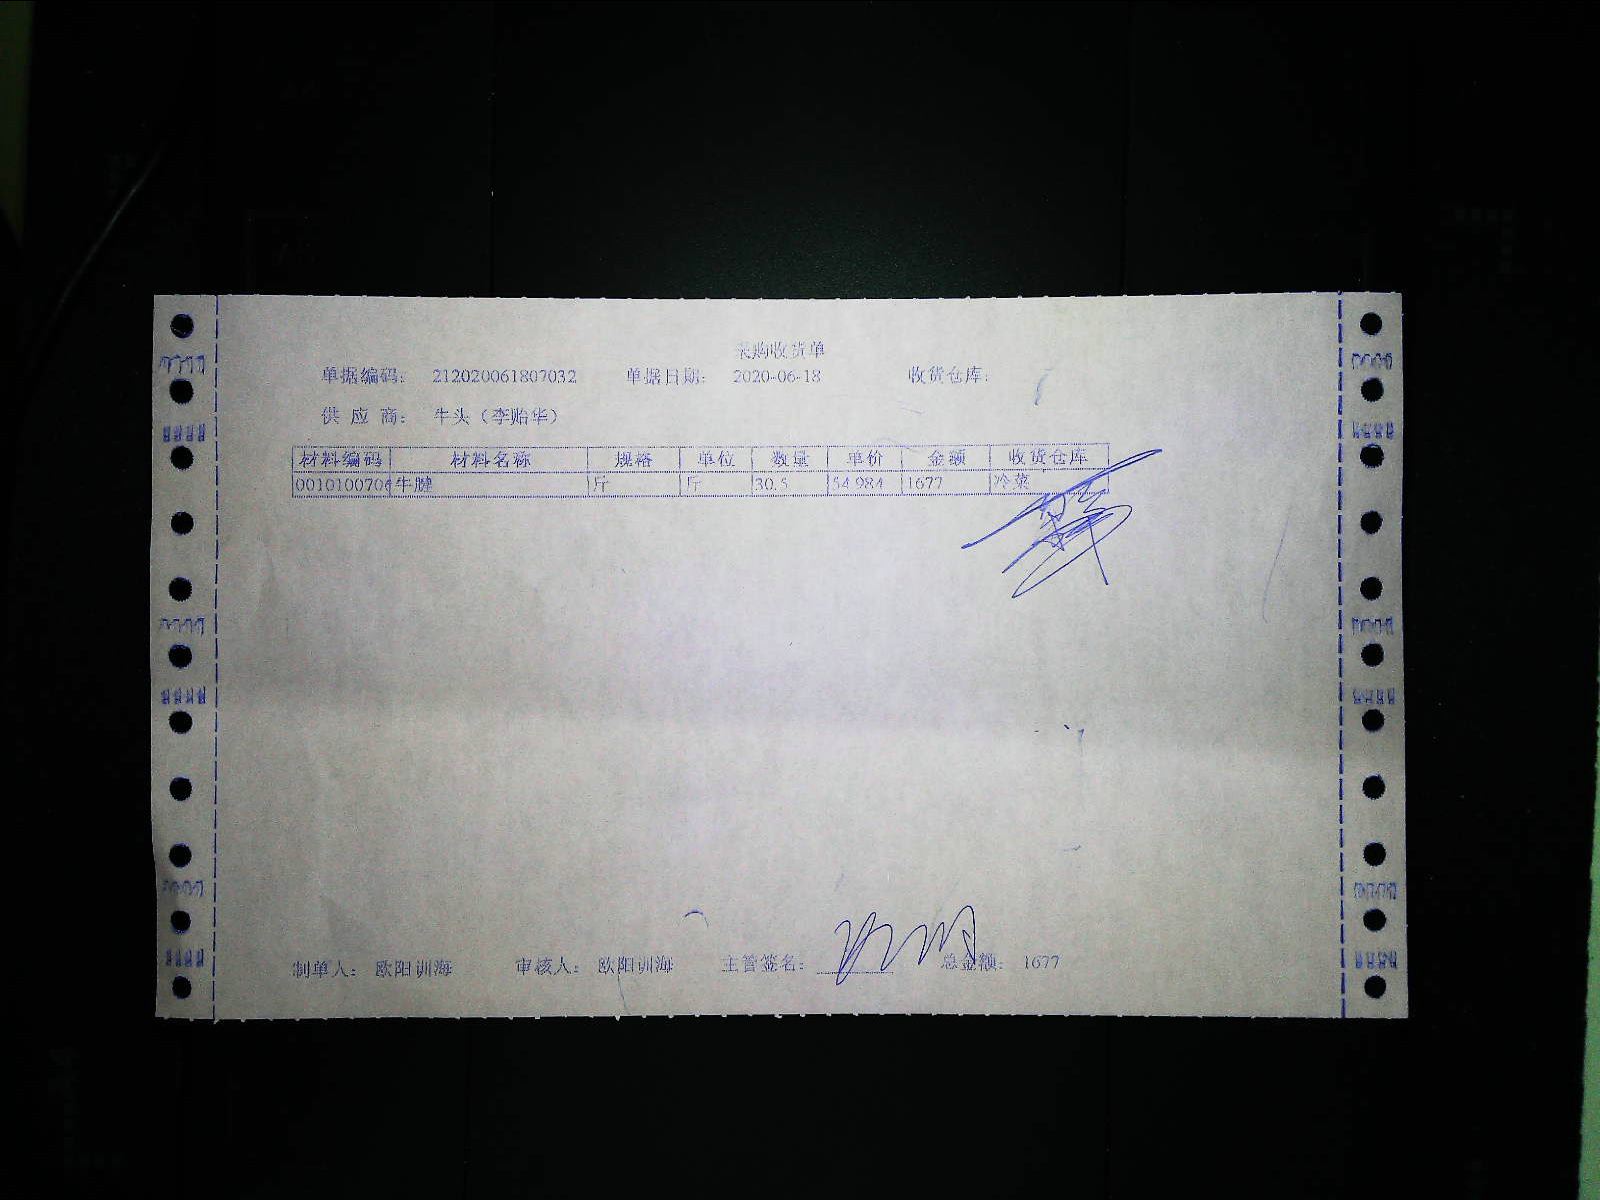 采购收货单
单据编码: 212020061807032 单据日期: 2020-06-18 收货仓库:
供 应 商: 牛头（李贻华）
材料编码 材料名称 规格 单位 数量 单价 金额 收货仓库
0010100706 牛腱 斤 斤 30.5 54.984 1677 冷菜
制单人: 欧阳训海 审核人: 欧阳训海 主管签名: 总金额: 1677